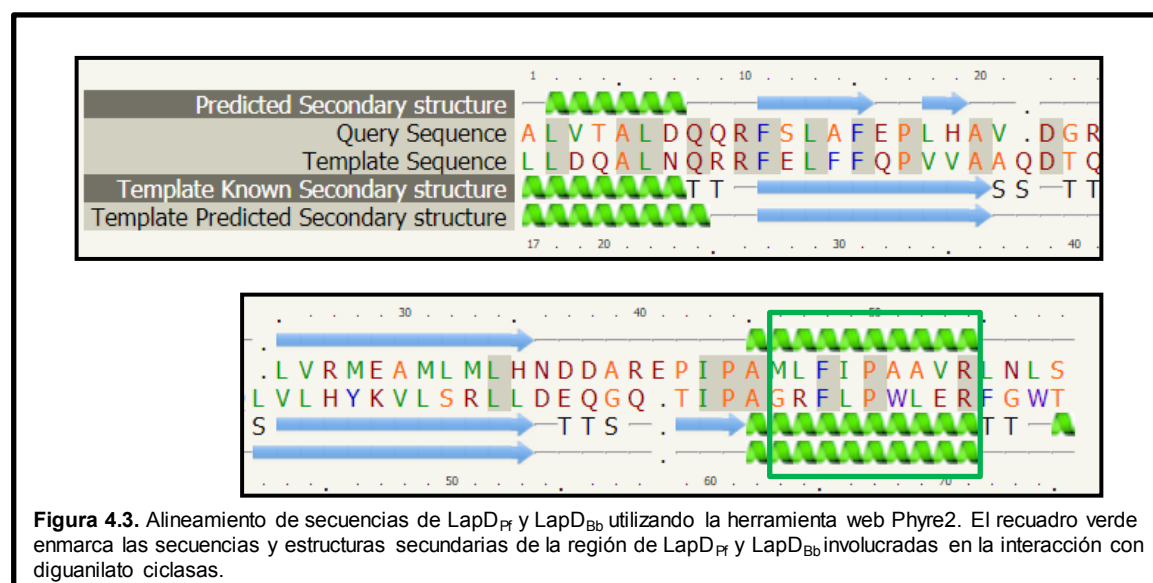 1 10 20
Predicted Secondary structure
Query Sequence A L V T A L D Q Q R F S L A F E P L H A V . D G R
Template Sequence L L D Q A L N Q R R F E L F F Q P V V A A Q D T Q
Template Known Secondary structure T T S S T T
Template Predicted Secondary structure
17 20 30 40
30 40 50
. L V R M E A M L M L H N D D A R E P I P A M L F I P A A V R L N L S
L V L H Y K V L S R L L D E Q G Q . T I P A G R F L P W L E R F G W T
S T T S . T T
50 60 70
Figura 4.3. Alineamiento de secuencias de LapDPf y LapDBb utilizando la herramienta web Phyre2. El recuadro verde
enmarca las secuencias y estructuras secundarias de la región de LapDPf y LapDBb involucradas en la interacción con
diguanilato ciclasas.